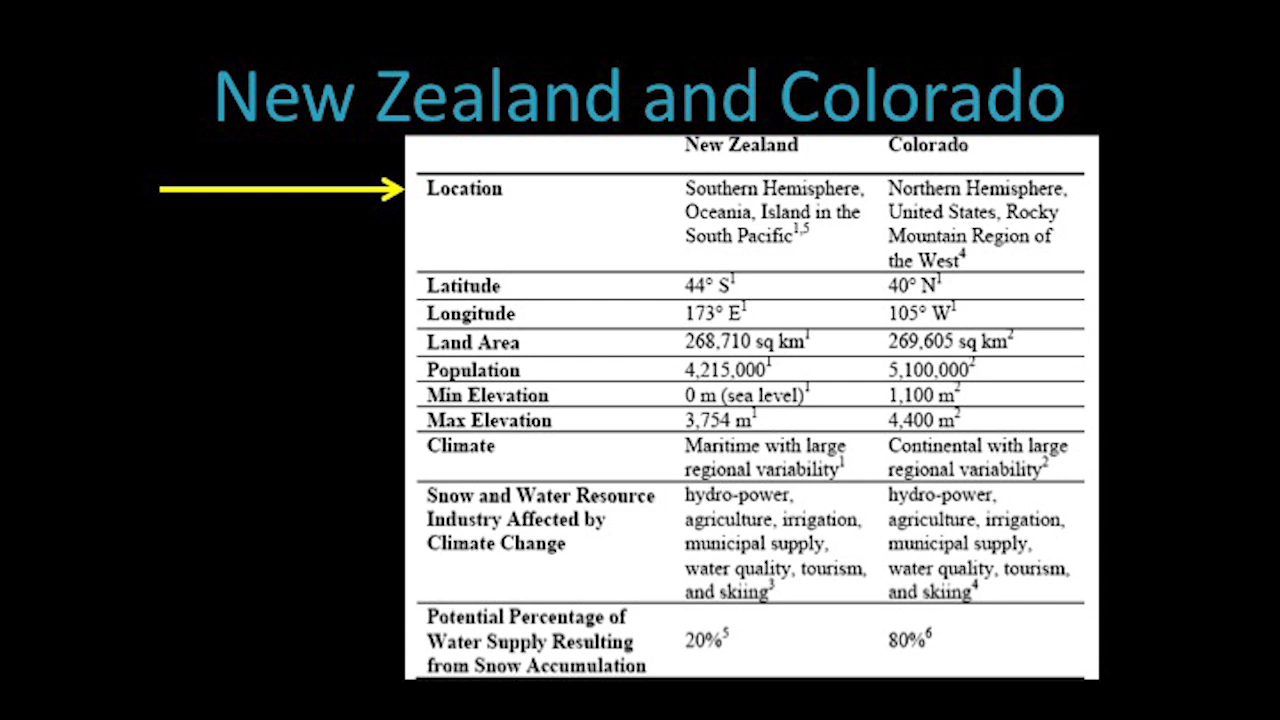 New Zealand and Colorado
New Zealand Colorado
Location Southern Hemisphere, Northern Hemisphere,
Oceania, Island in the United States, Rocky
South Pacific1,5 Mountain Region of
the West4
Latitude 44° S1 40° N1
Longitude 173° E1 105° W1
Land Area 268,710 sq km1 269,605 sq km2
Population 4,215,0001 5,100,0002
Min Elevation 0 m (sea level)1 1,100 m2
Max Elevation 3,754 m1 4,400 m2
Climate Maritime with large Continental with large
regional variability1 regional variability2
Snow and Water Resource hydro-power, hydro-power,
Industry Affected by agriculture, irrigation, agriculture, irrigation,
Climate Change municipal supply, municipal supply,
water quality, tourism, water quality, tourism,
and skiing3 and skiing4
Potential Percentage of
Water Supply Resulting 20%5 80%6
from Snow Accumulation